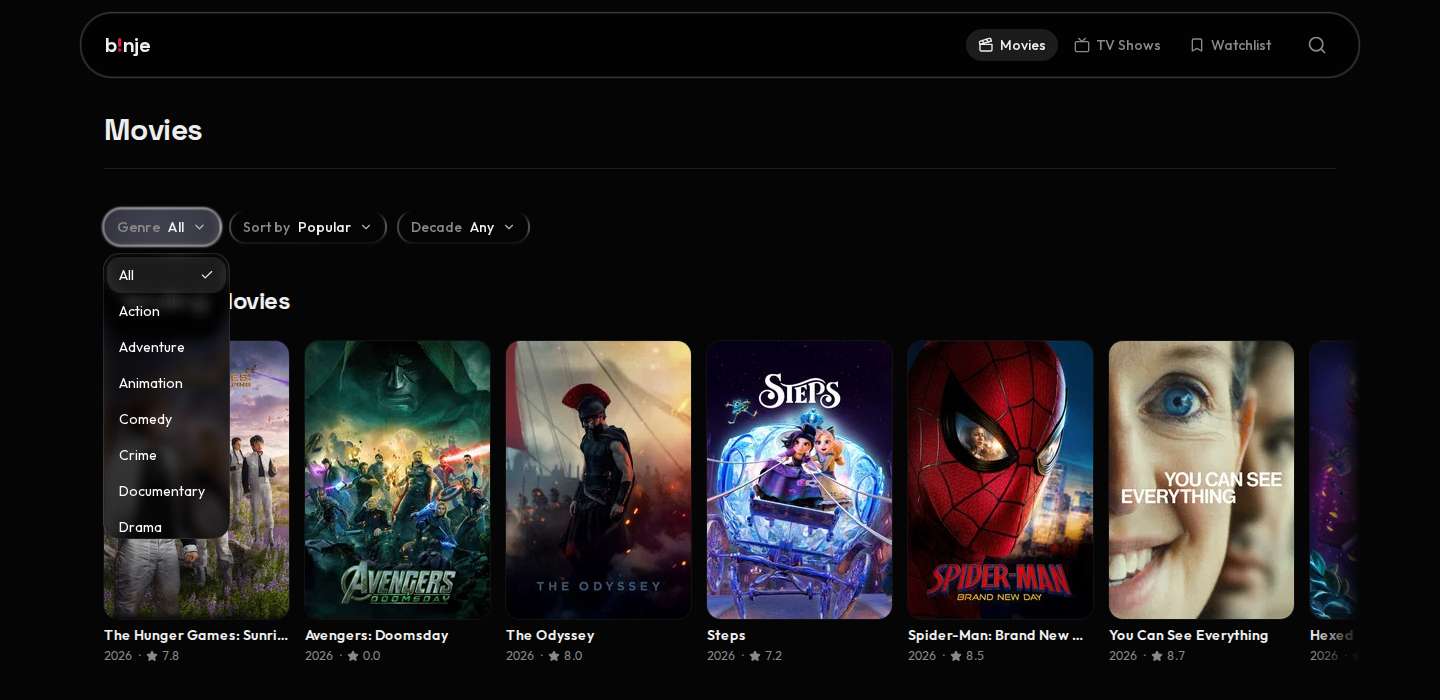 b!nje
Movies
TV Shows
Watchlist
Movies
Genre All
Sort by Popular
Decade Any
All
Action
Adventure
Animation
Comedy
Crime
Documentary
Drama
Movies
STEPS
YOU CAN SEE
EVERYTHING
AVENGERS
DOOMSDAY
THE ODYSSEY
SPIDER-MAN
BRAND NEW DAY
The Hunger Games: Sunri...
2026 · ★ 7.8
Avengers: Doomsday
2026 · ★ 0.0
The Odyssey
2026 · ★ 8.0
Steps
2026 · ★ 7.2
Spider-Man: Brand New ...
2026 · ★ 8.5
You Can See Everything
2026 · ★ 8.7
Hexed
2026 ·